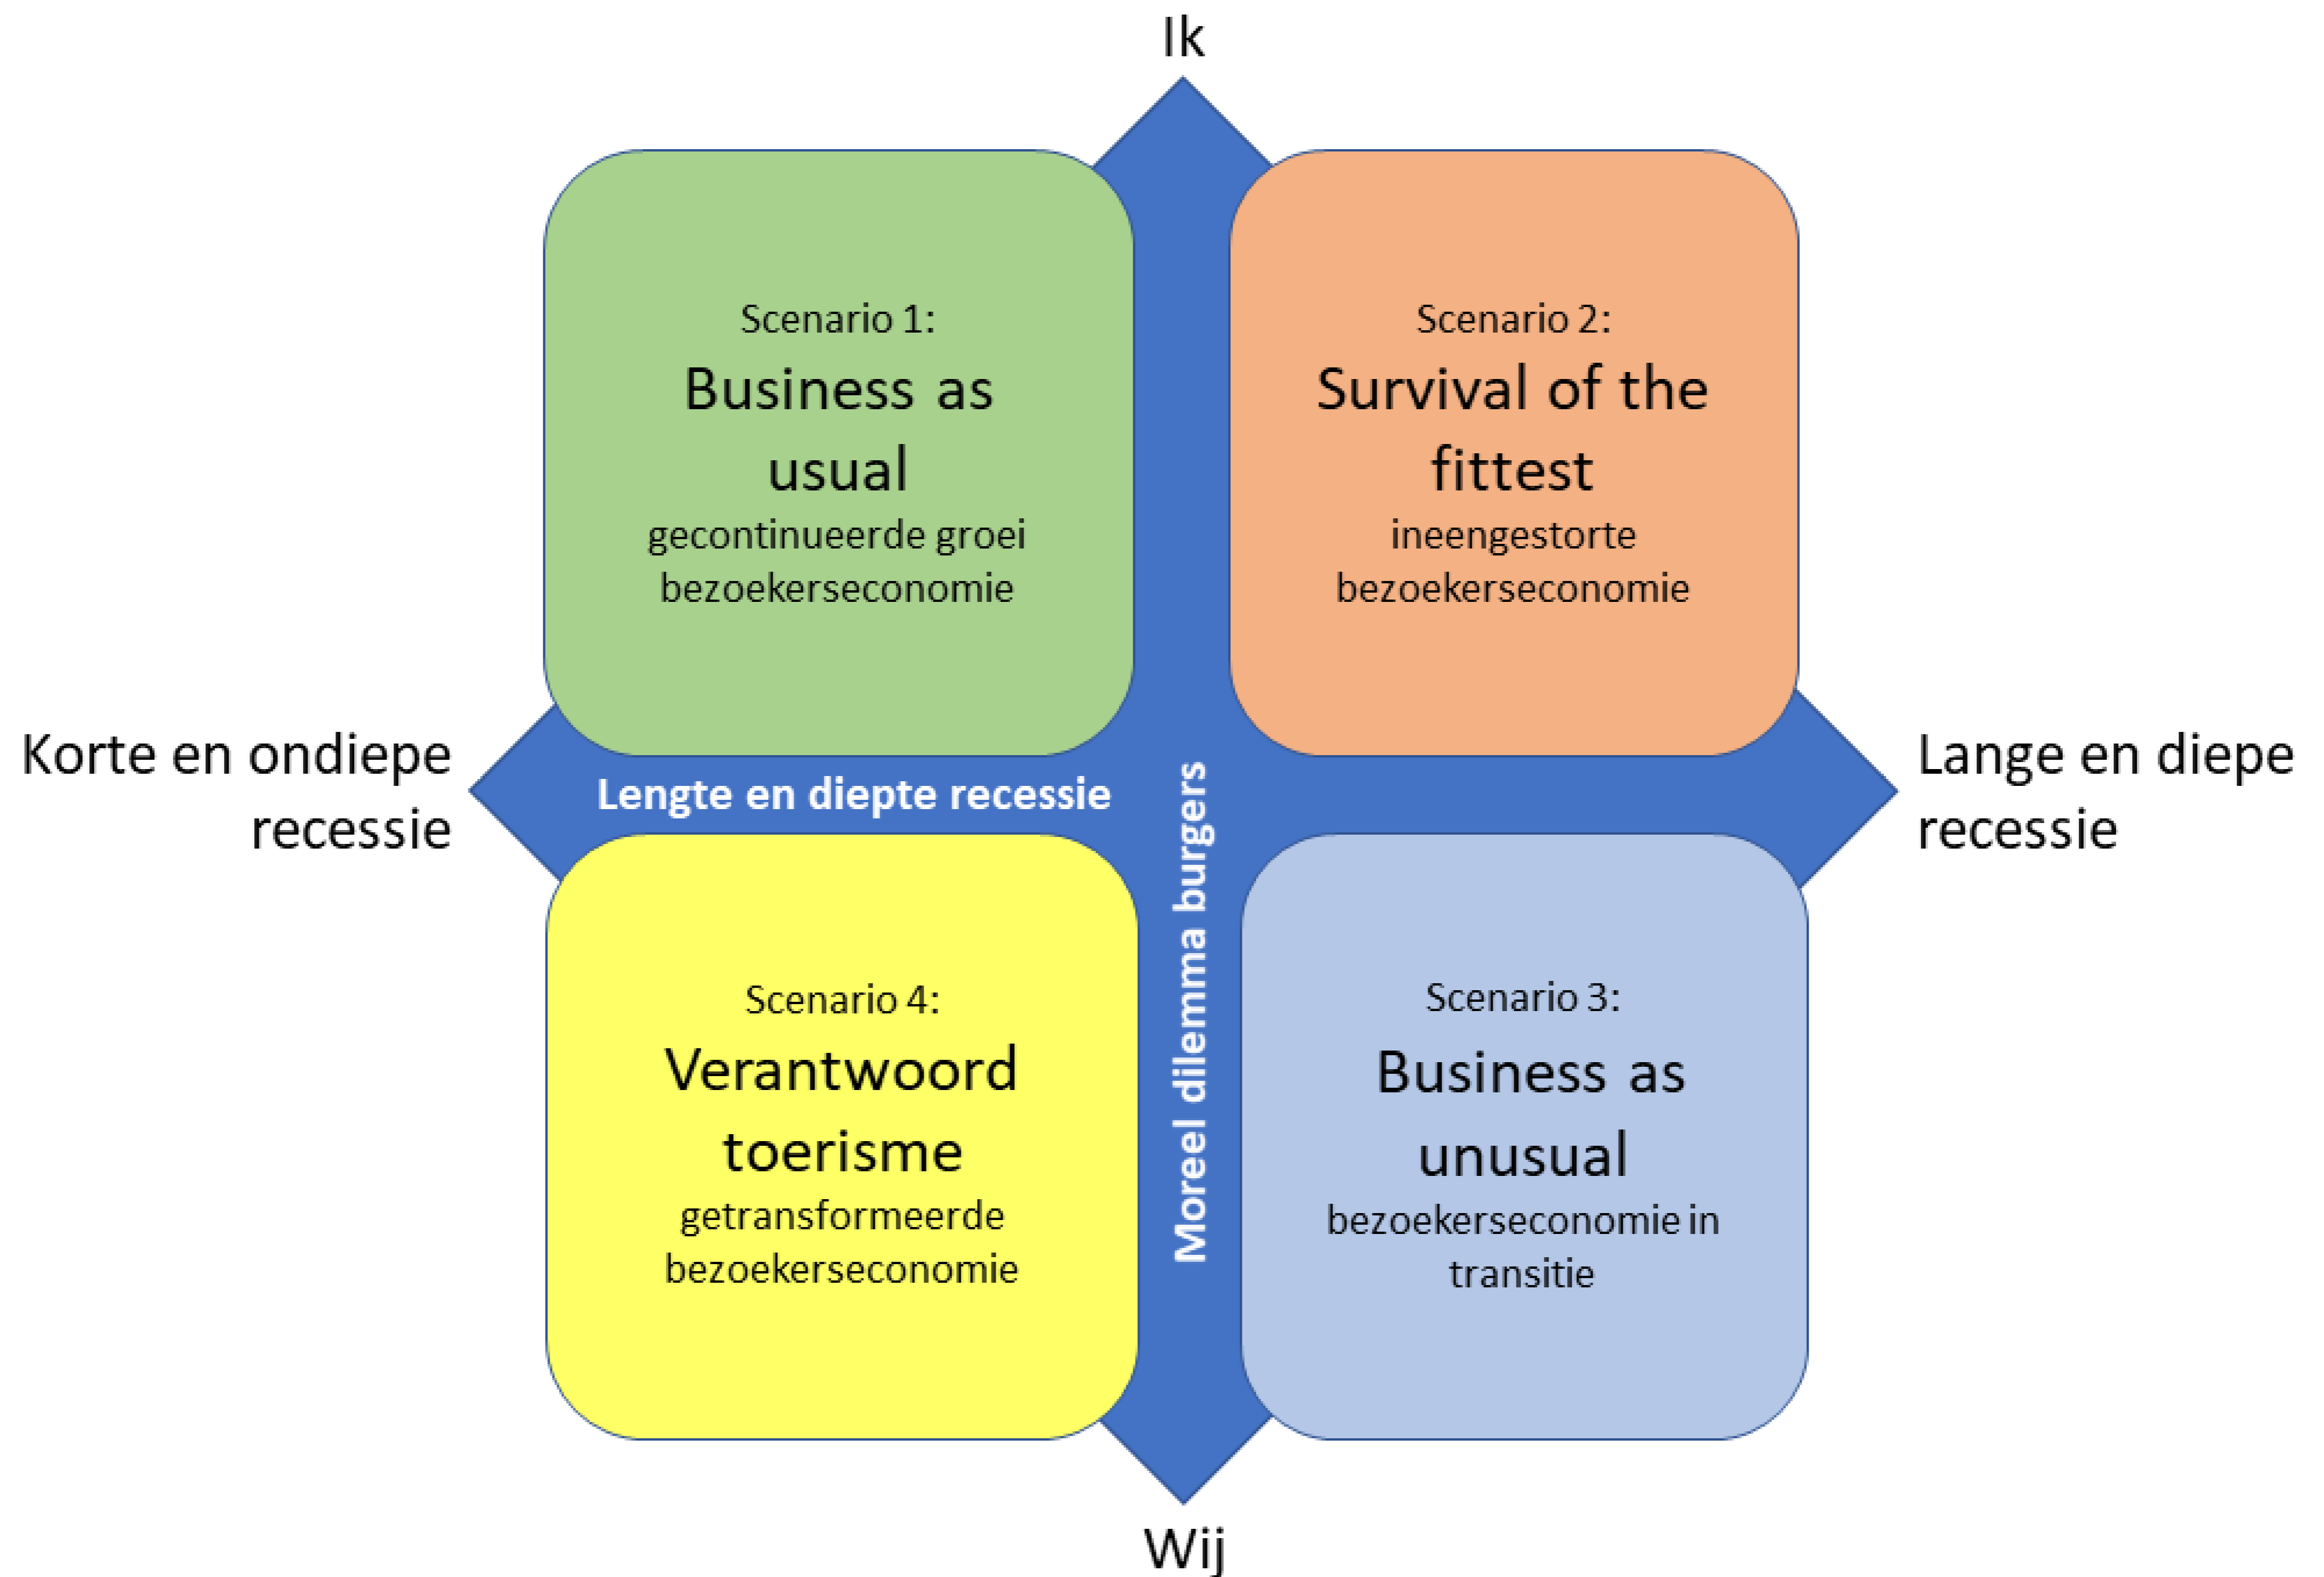 Ik
Scenario 1:
Business as
usual
gecontinueerde groei
bezoekerseconomie
Scenario 2:
Survival of the
fittest
ineengestorte
bezoekerseconomie
Korte en ondiepe
recessie
Lengte en diepte recessie
Moreel dilemma burgers
Lange en diepe
recessie
Scenario 4:
Verantwoord
toerisme
getransformeerde
bezoekerseconomie
Scenario 3:
Business as
unusual
bezoekerseconomie in
transitie
Wij